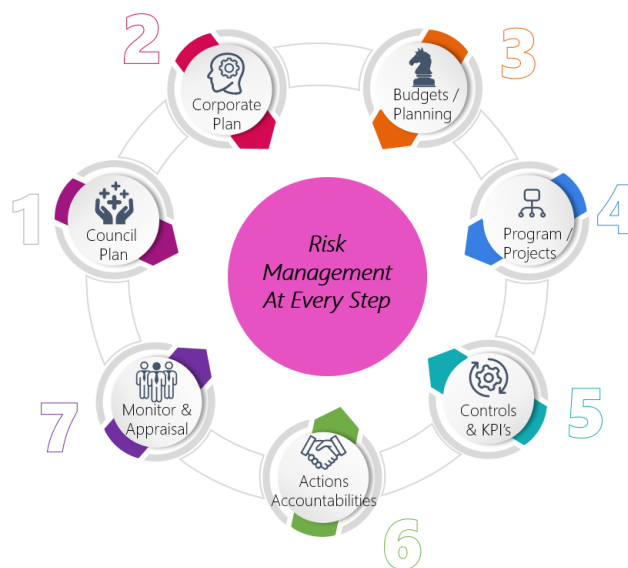 1
Council
Plan
2
Corporate
Plan
3
Budgets /
Planning
4
Program /
Projects
5
Controls
& KPI's
6
Actions
Accountabilities
7
Monitor &
Appraisal
Risk
Management
At Every Step